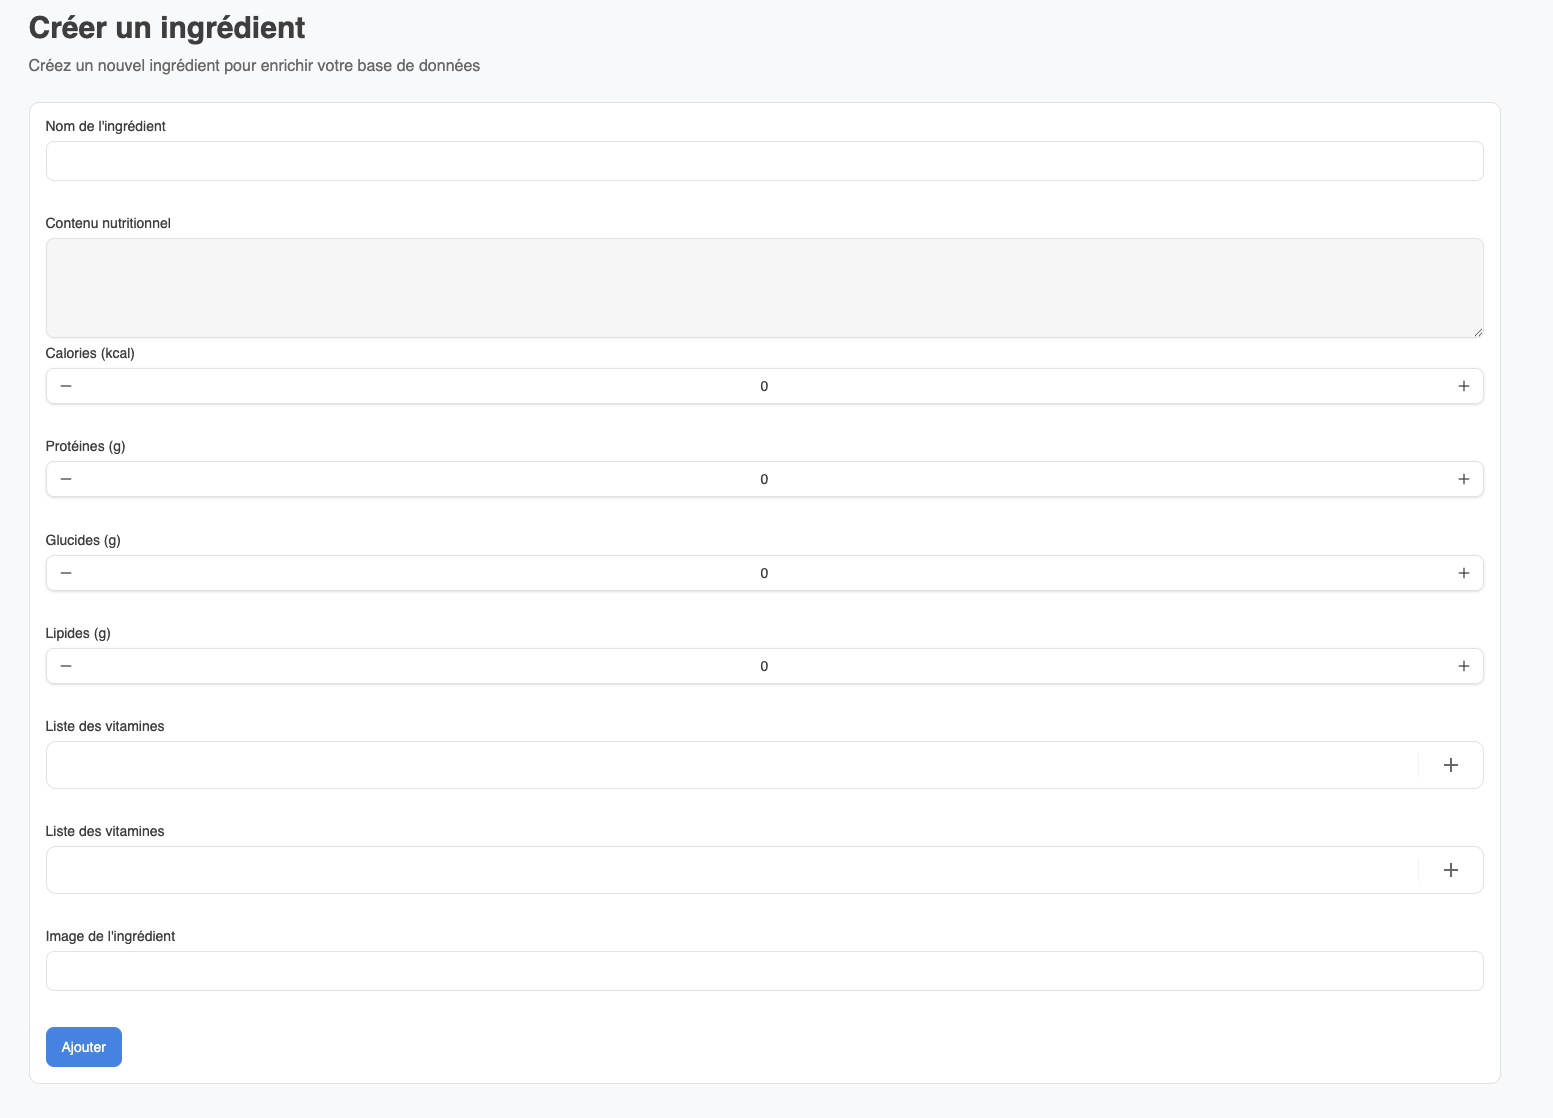 Créer un ingrédient
Créez un nouvel ingrédient pour enrichir votre base de données
Nom de l'ingrédient
Contenu nutritionnel
Calories (kcal)
0
Protéines (g)
0
Glucides (g)
0
Lipides (g)
0
Liste des vitamines
Liste des vitamines
Image de l'ingrédient
Ajouter